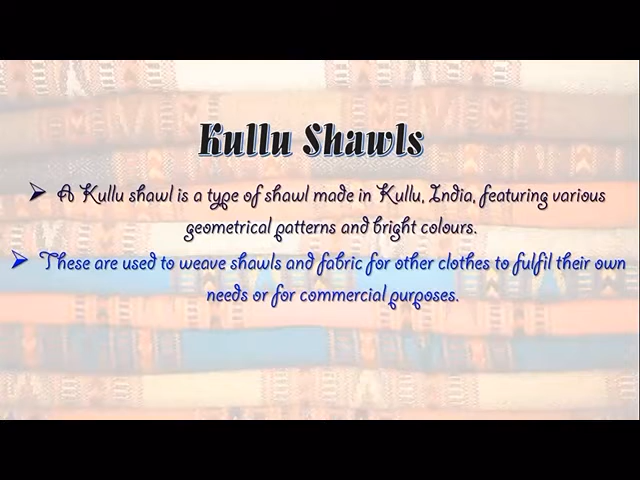 Kullu Shawls
➢ A Kullu shawl is a type of shawl made in Kullu, India, featuring various
geometrical patterns and bright colours.
➢ These are used to weave shawls and fabric for other clothes to fulfil their own
needs or for commercial purposes.